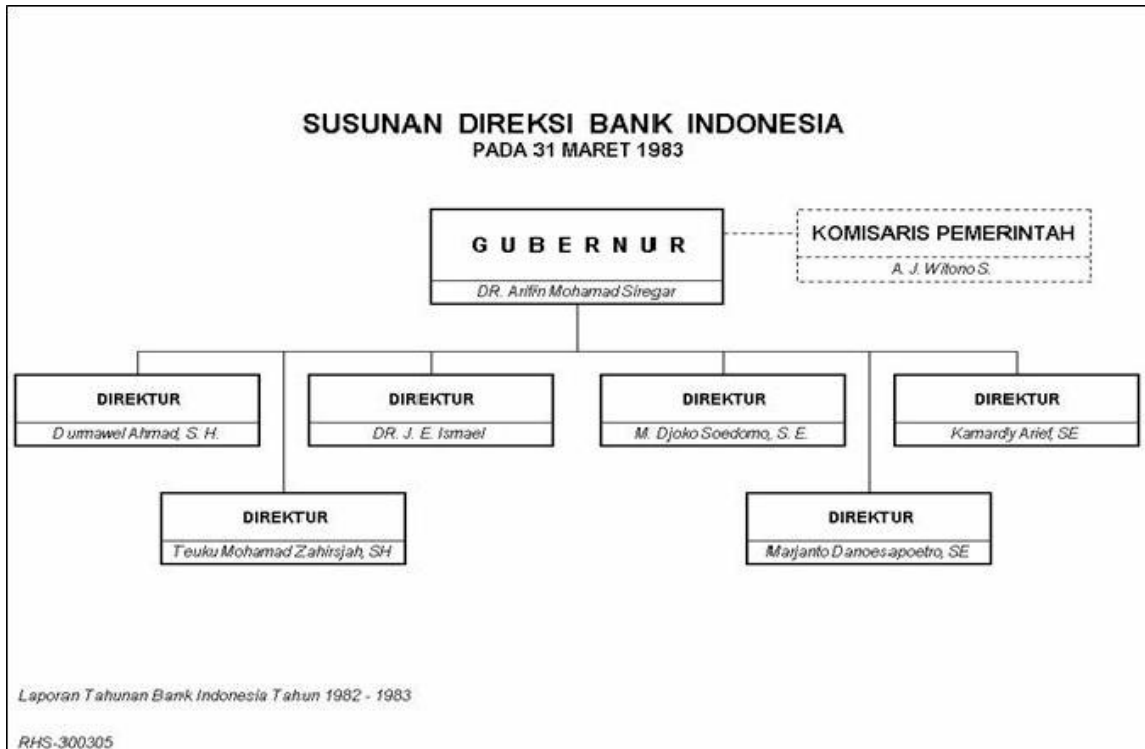 SUSUNAN DIREKSI BANK INDONESIA
PADA 31 MARET 1983
G U B E R N U R
DR. Arifin Mohamad Siregar
KOMISARIS PEMERINTAH
A. J. Witono S.
DIREKTUR
Durmawel Ahmad, S. H.
DIREKTUR
DR. J. E. Ismael
DIREKTUR
M. Djoko Soedomo, S. E.
DIREKTUR
Kamardy Arief, SE
DIREKTUR
Teuku Mohamad Zahirsjah, SH
DIREKTUR
Marjanto Danoesapoetro, SE
Laporan Tahunan Bank Indonesia Tahun 1982 - 1983
RHS-300305